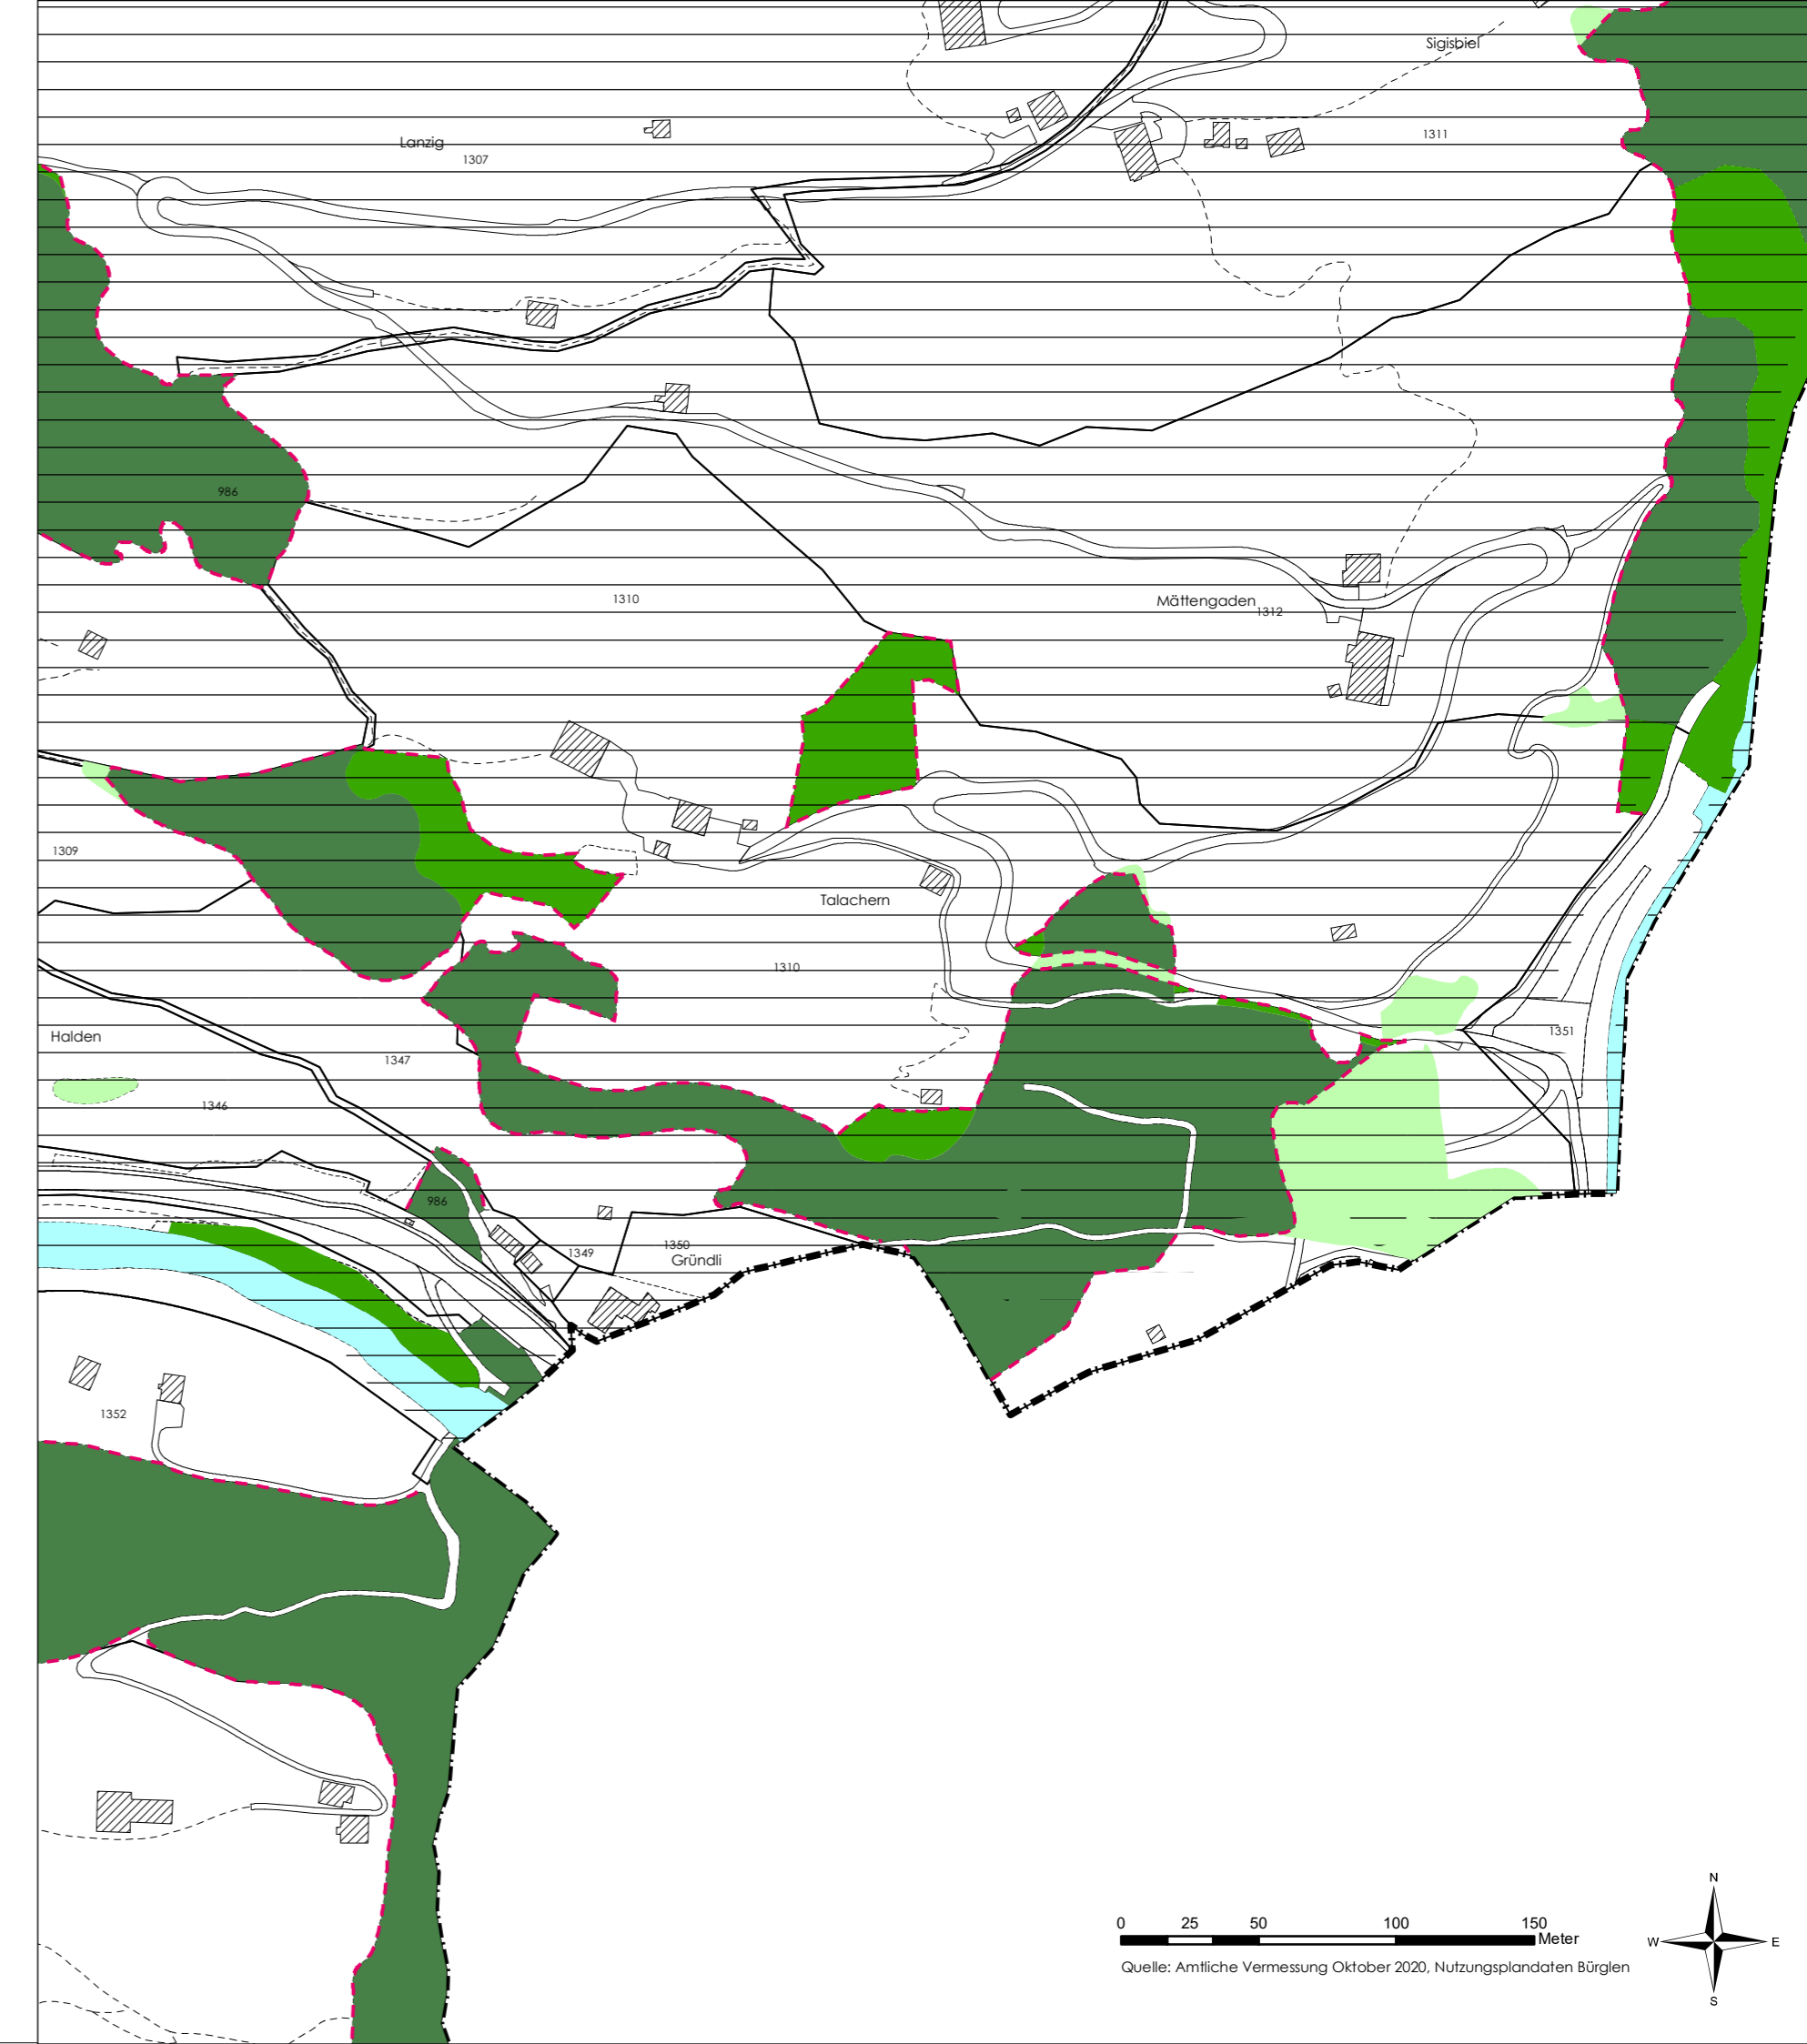 Sigisbiel
1311
Lanzig
1307
986
1310
Mättengaden
1312
1309
Talachern
1310
Halden
1351
1347
1346
986
1349
1350
Gründli
1352
N
0 25 50 100 150
Meter
W E
Quelle: Amtliche Vermessung Oktober 2020, Nutzungsplandaten Bürglen
S